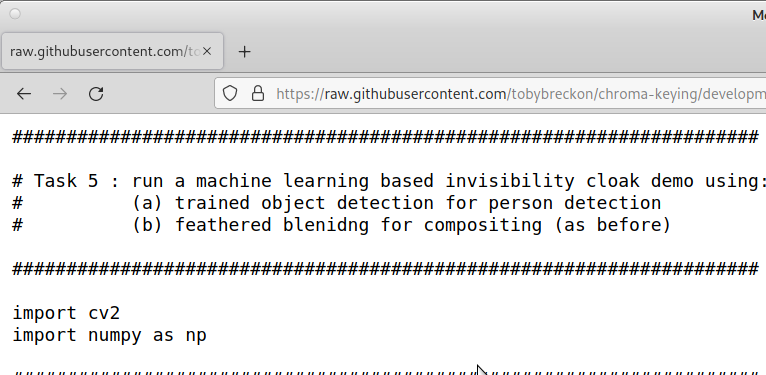 Mo
raw.githubusercontent.com/to
https://raw.githubusercontent.com/tobybreckon/chroma-keying/developm
#####################################################################
# Task 5 : run a machine learning based invisibility cloak demo using:
#          (a) trained object detection for person detection
#          (b) feathered blenidng for compositing (as before)
#####################################################################
import cv2
import numpy as np
#####################################################################